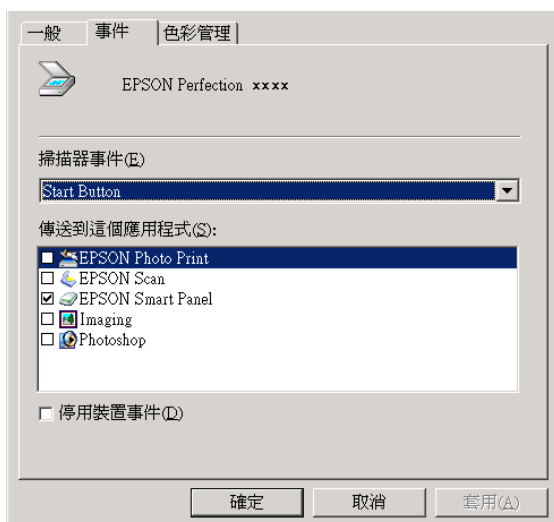 一般 事件 色彩管理
EPSON Perfection xxxx
掃描器事件(E)
Start Button
傳送到這個應用程式(S):
EPSON Photo Print
EPSON Scan
EPSON Smart Panel
Imaging
Photoshop
停用裝置事件(D)
確定 取消 套用(A)